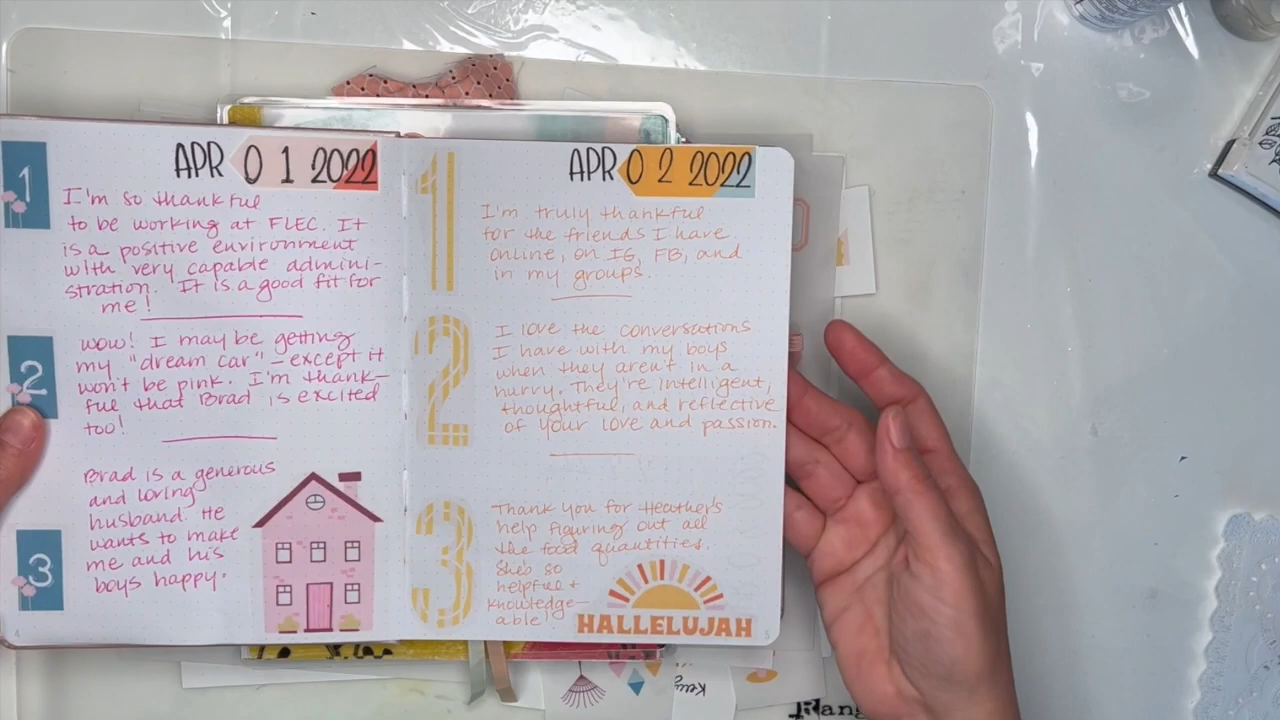 APR 0 1 2022
1
I'm so thankful
to be working at FLEC. It
is a positive environment
with very capable admini-
stration. It is a good fit for
me!
2
wow! I may be getting
my "dream car" - except it
won't be pink. I'm thank-
ful that Brad is excited
too!
3
Brad is a generous
and loving
husband. He
wants to make
me and his
boys happy.
4
APR 0 2 2022
1
I'm truly thankful
for the friends I have
online, on IG, FB, and
in my groups.
2
I love the conversations
I have with my boys
when they aren't in a
hurry. They're intelligent,
thoughtful, and reflective
of your love and passion.
3
Thank you for Heather's
help figuring out all
the food quantities.
She's so
helpful +
knowledge-
able!
HALLELUJAH
5